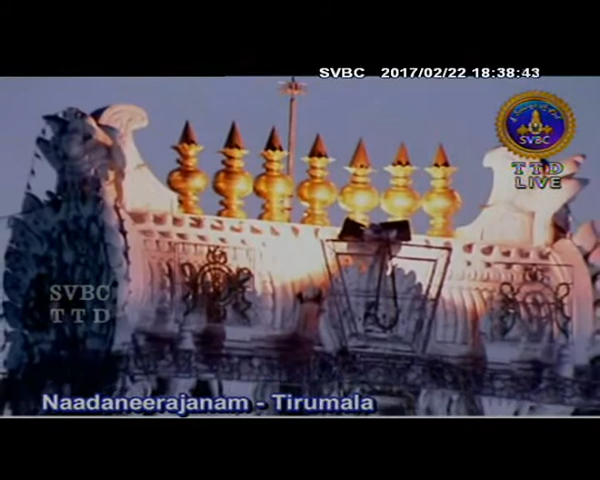 SVBC 2017/02/22 18:38:43
SVBC
TTD
LIVE
SVBC
TTD
Naadaneerajanam - Tirumala